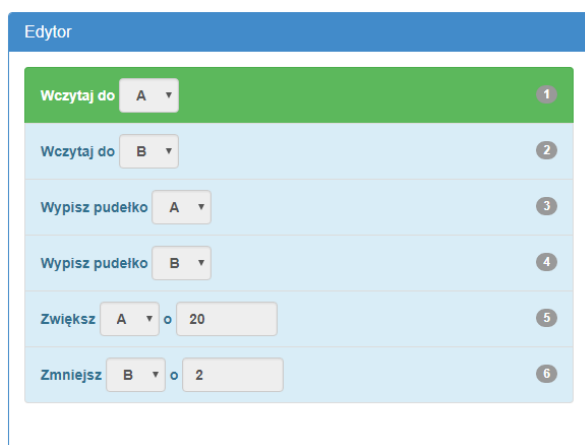 Edytor
Wczytaj do A 1
Wczytaj do B 2
Wypisz pudełko A 3
Wypisz pudełko B 4
Zwiększ A o 20 5
Zmniejsz B o 2 6